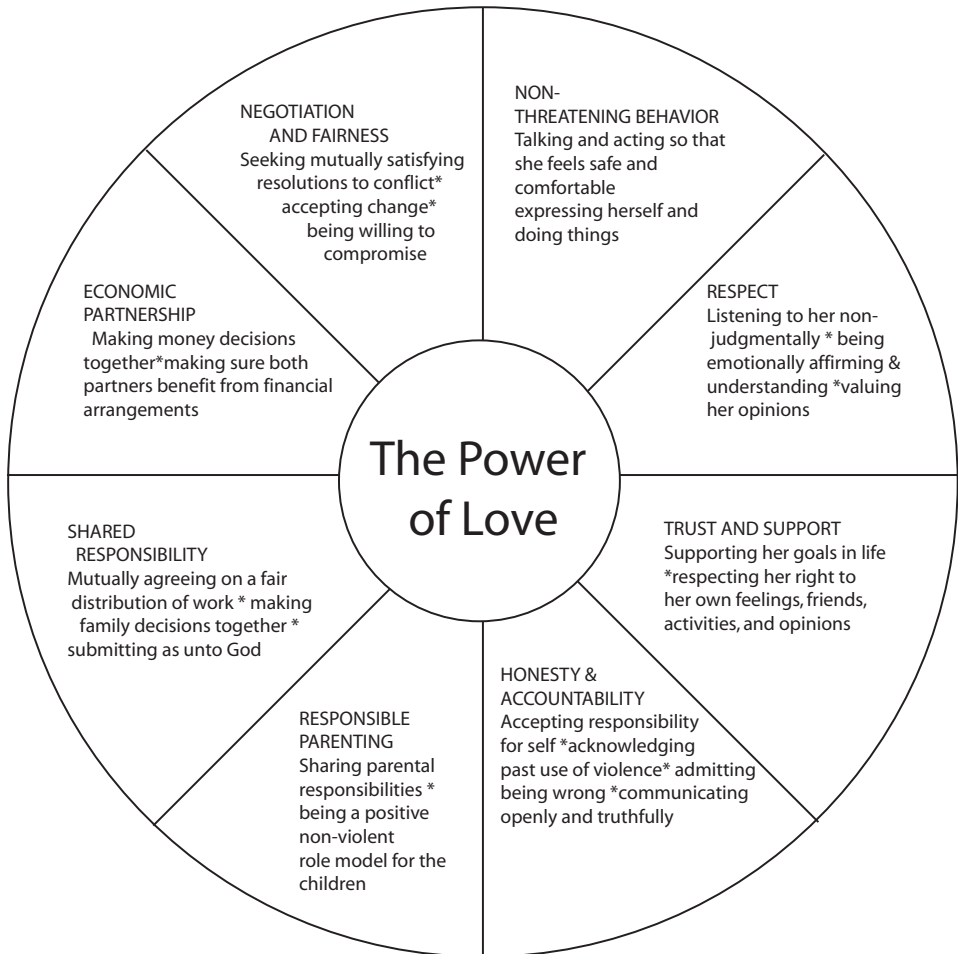 The Power
of Love
NON-
THREATENING BEHAVIOR
Talking and acting so that
she feels safe and
comfortable
expressing herself and
doing things
RESPECT
Listening to her non-
judgmentally * being
emotionally affirming &
understanding *valuing
her opinions
TRUST AND SUPPORT
Supporting her goals in life
*respecting her right to
her own feelings, friends,
activities, and opinions
HONESTY &
ACCOUNTABILITY
Accepting responsibility
for self *acknowledging
past use of violence* admitting
being wrong *communicating
openly and truthfully
RESPONSIBLE
PARENTING
Sharing parental
responsibilities *
being a positive
non-violent
role model for the
children
SHARED
RESPONSIBILITY
Mutually agreeing on a fair
distribution of work * making
family decisions together *
submitting as unto God
ECONOMIC
PARTNERSHIP
Making money decisions
together*making sure both
partners benefit from financial
arrangements
NEGOTIATION
AND FAIRNESS
Seeking mutually satisfying
resolutions to conflict*
accepting change*
being willing to
compromise